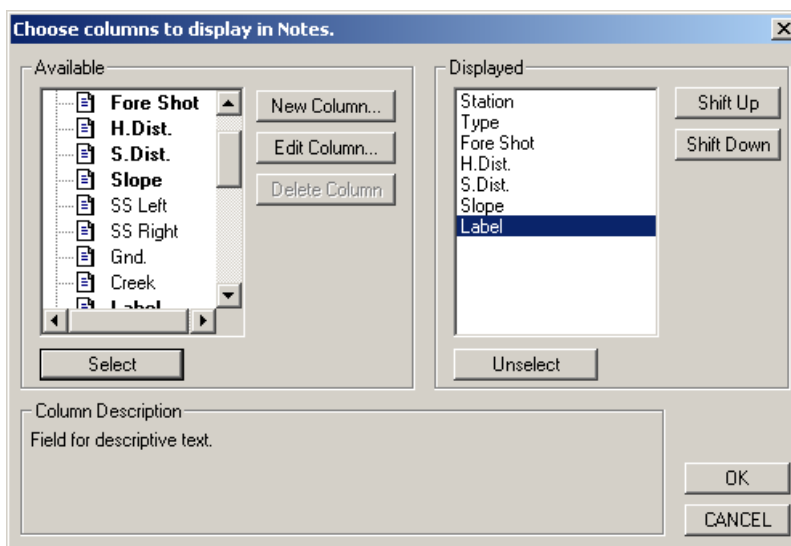 Choose columns to display in Notes.
Available
Fore Shot
H.Dist.
S.Dist.
Slope
SS Left
SS Right
Gnd.
Creek
Label
New Column...
Edit Column...
Delete Column
Select
Displayed
Station
Type
Fore Shot
H.Dist.
S.Dist.
Slope
Label
Shift Up
Shift Down
Unselect
Column Description
Field for descriptive text.
OK
CANCEL